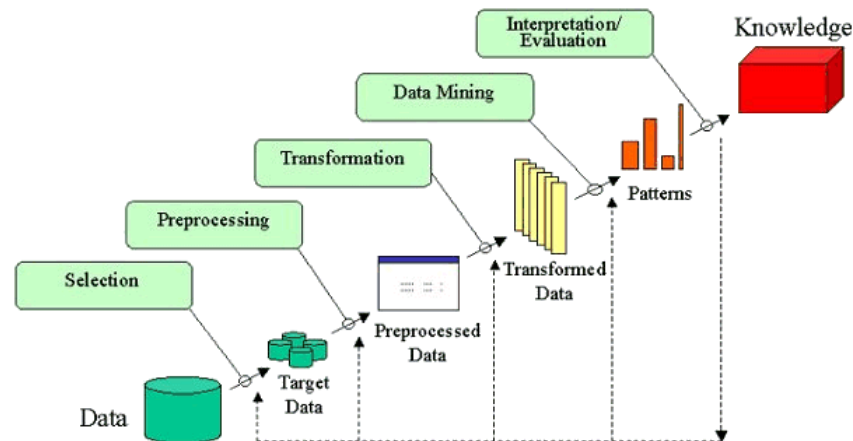 Interpretation/
Evaluation
Knowledge
Data Mining
Transformation
Patterns
Preprocessing
Transformed
Data
Selection
Preprocessed
Data
Target
Data
Data